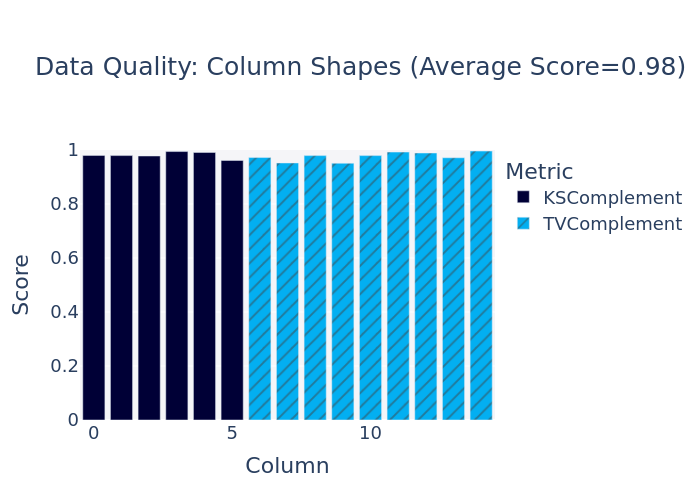 Data Quality: Column Shapes (Average Score=0.98)
1
0.8
0.6
0.4
0.2
0
Score
0 5 10
Column
Metric
KSComplement
TVComplement